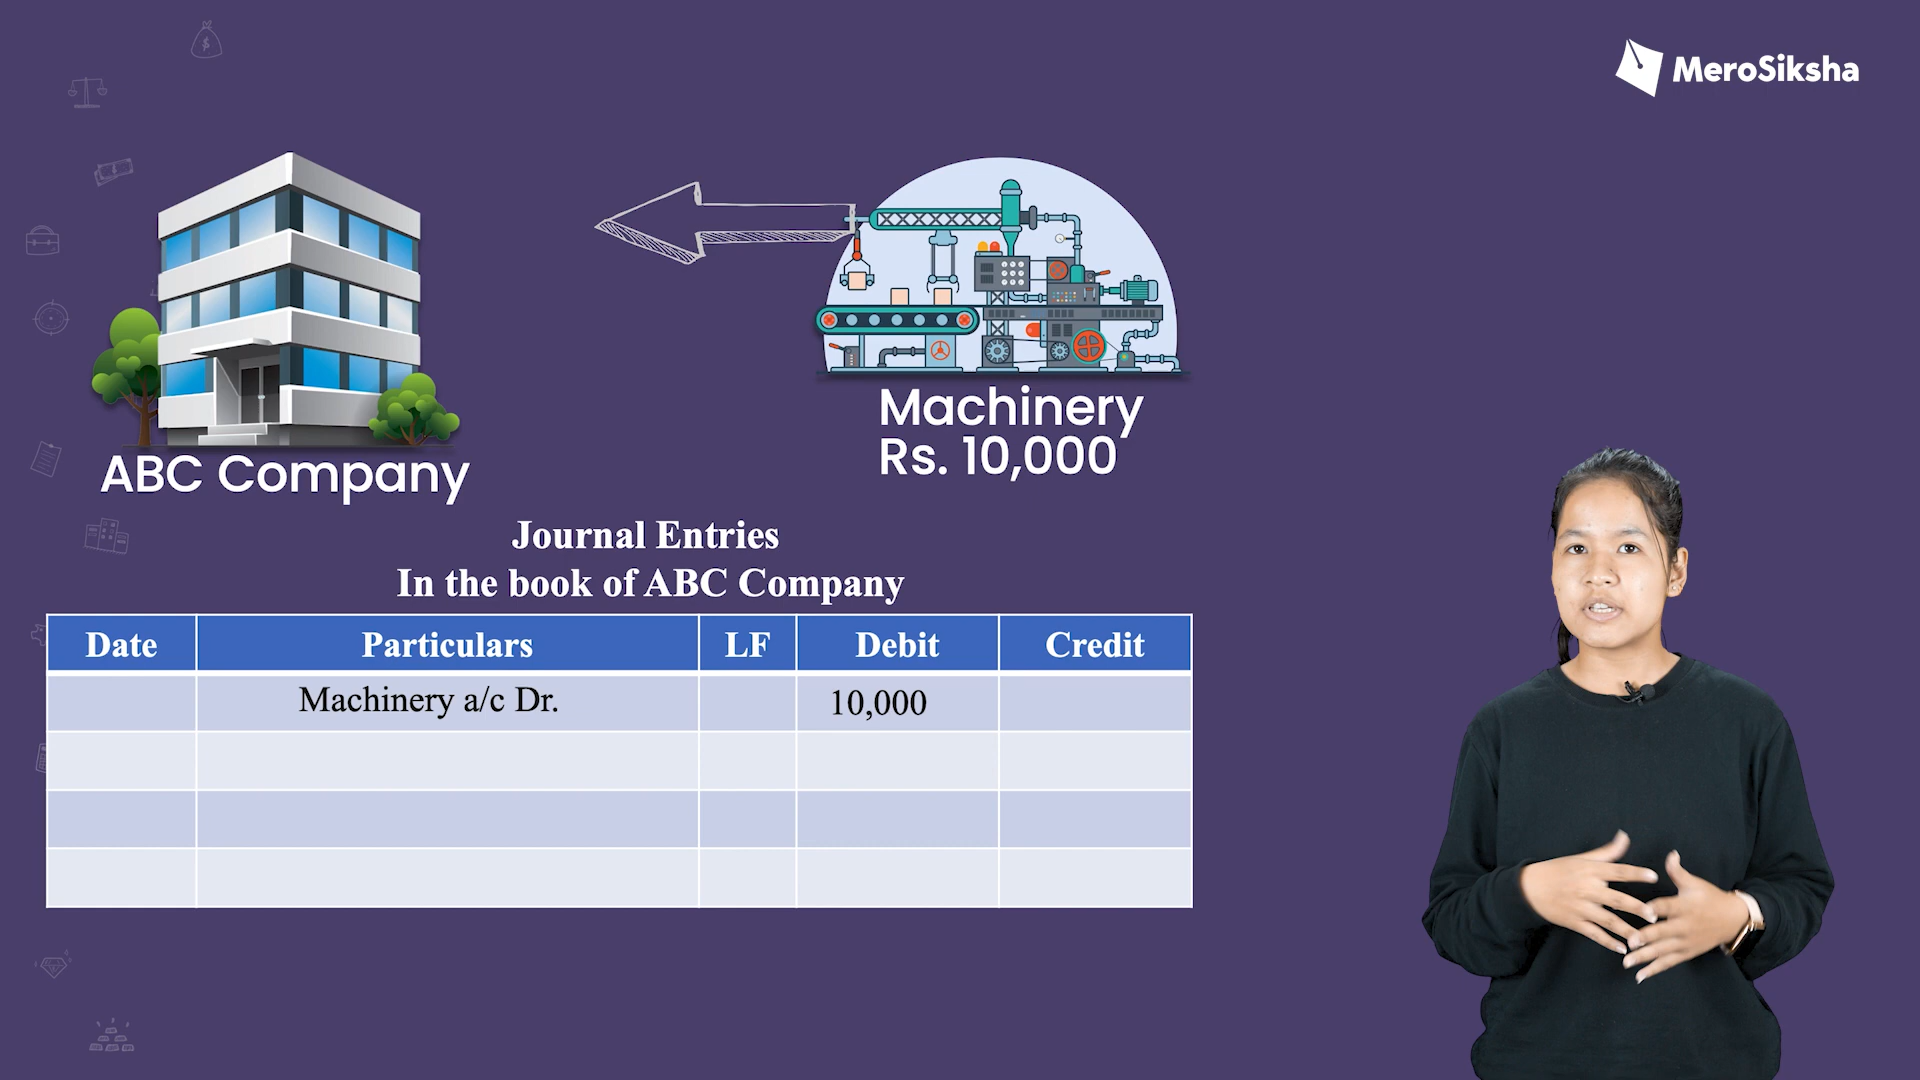 MeroSiksha
ABC Company
Machinery
Rs. 10,000
Journal Entries
In the book of ABC Company
Date Particulars LF Debit Credit
Machinery a/c Dr. 10,000